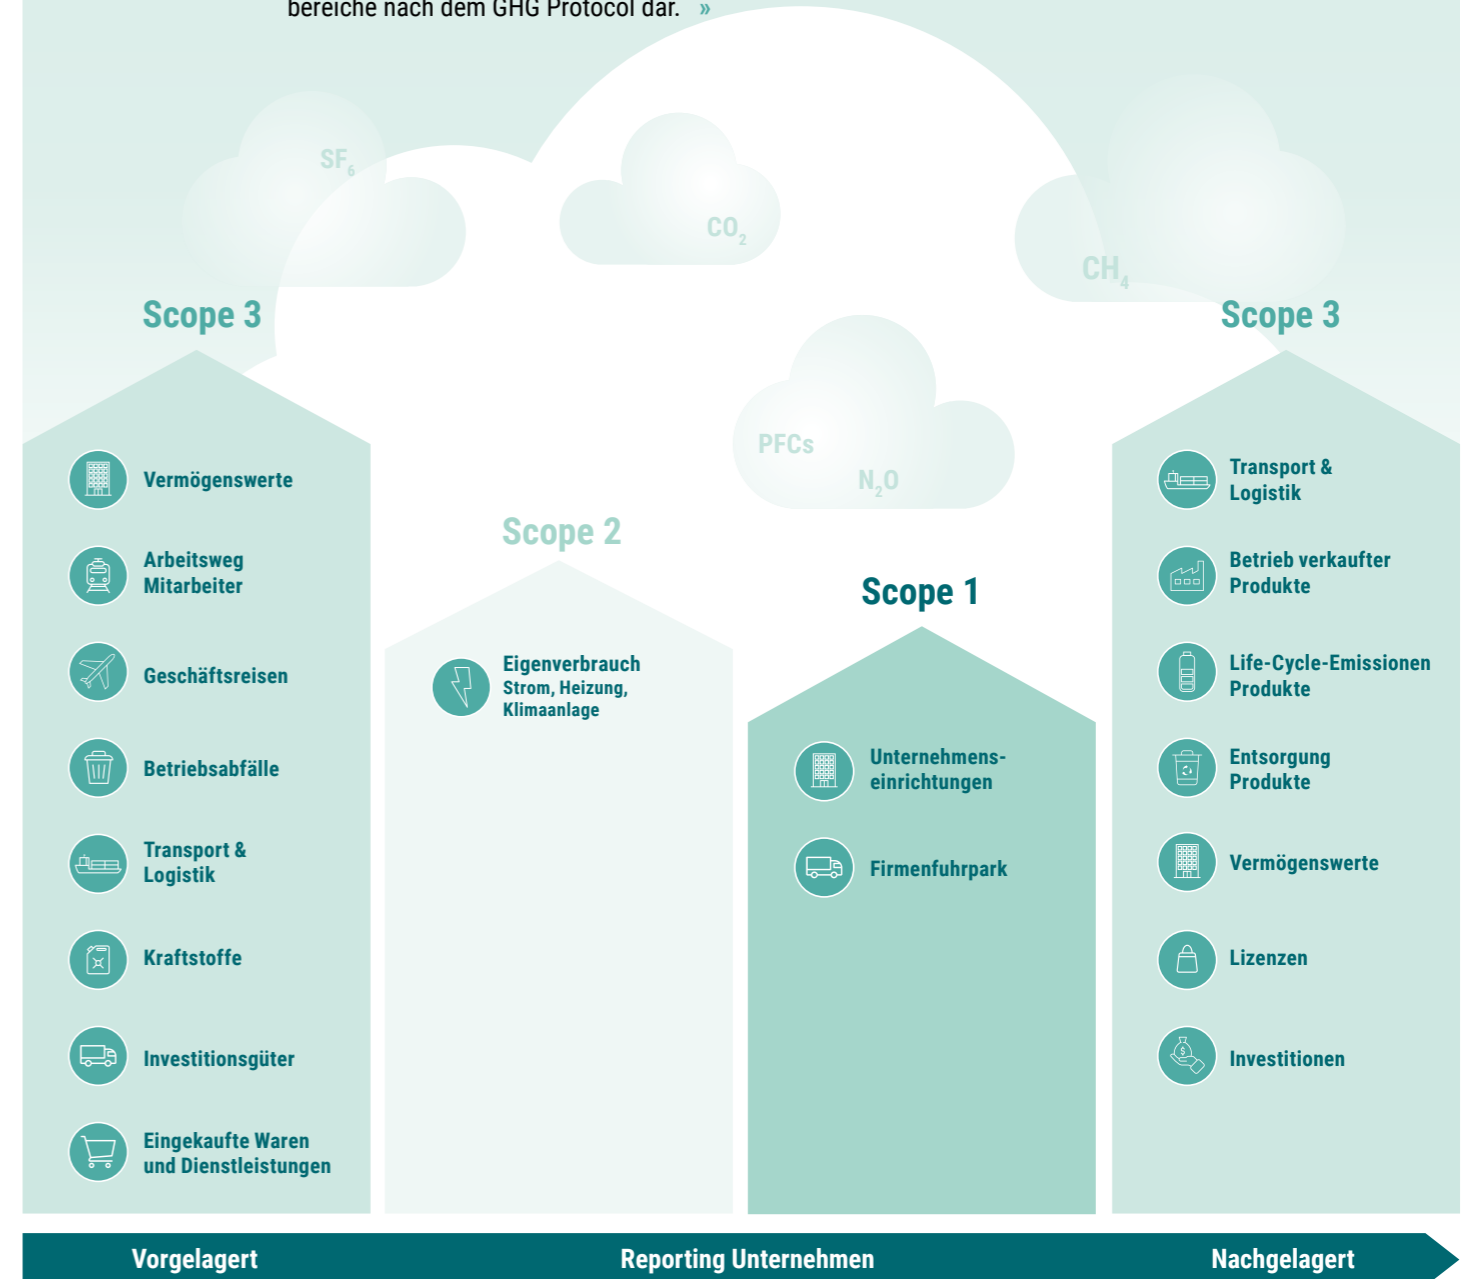 bereiche nach dem GHG Protocol dar. »
SF₆
CO₂
CH₄
PFCs
N₂O
Scope 3
Vermögenswerte
Arbeitsweg
Mitarbeiter
Geschäftsreisen
Betriebsabfälle
Transport &
Logistik
Kraftstoffe
Investitionsgüter
Eingekaufte Waren
und Dienstleistungen
Scope 2
Eigenverbrauch
Strom, Heizung,
Klimaanlage
Scope 1
Unternehmens-
einrichtungen
Firmenfuhrpark
Scope 3
Transport &
Logistik
Betrieb verkaufter
Produkte
Life-Cycle-Emissionen
Produkte
Entsorgung
Produkte
Vermögenswerte
Lizenzen
$
Investitionen
Vorgelagert
Reporting Unternehmen
Nachgelagert